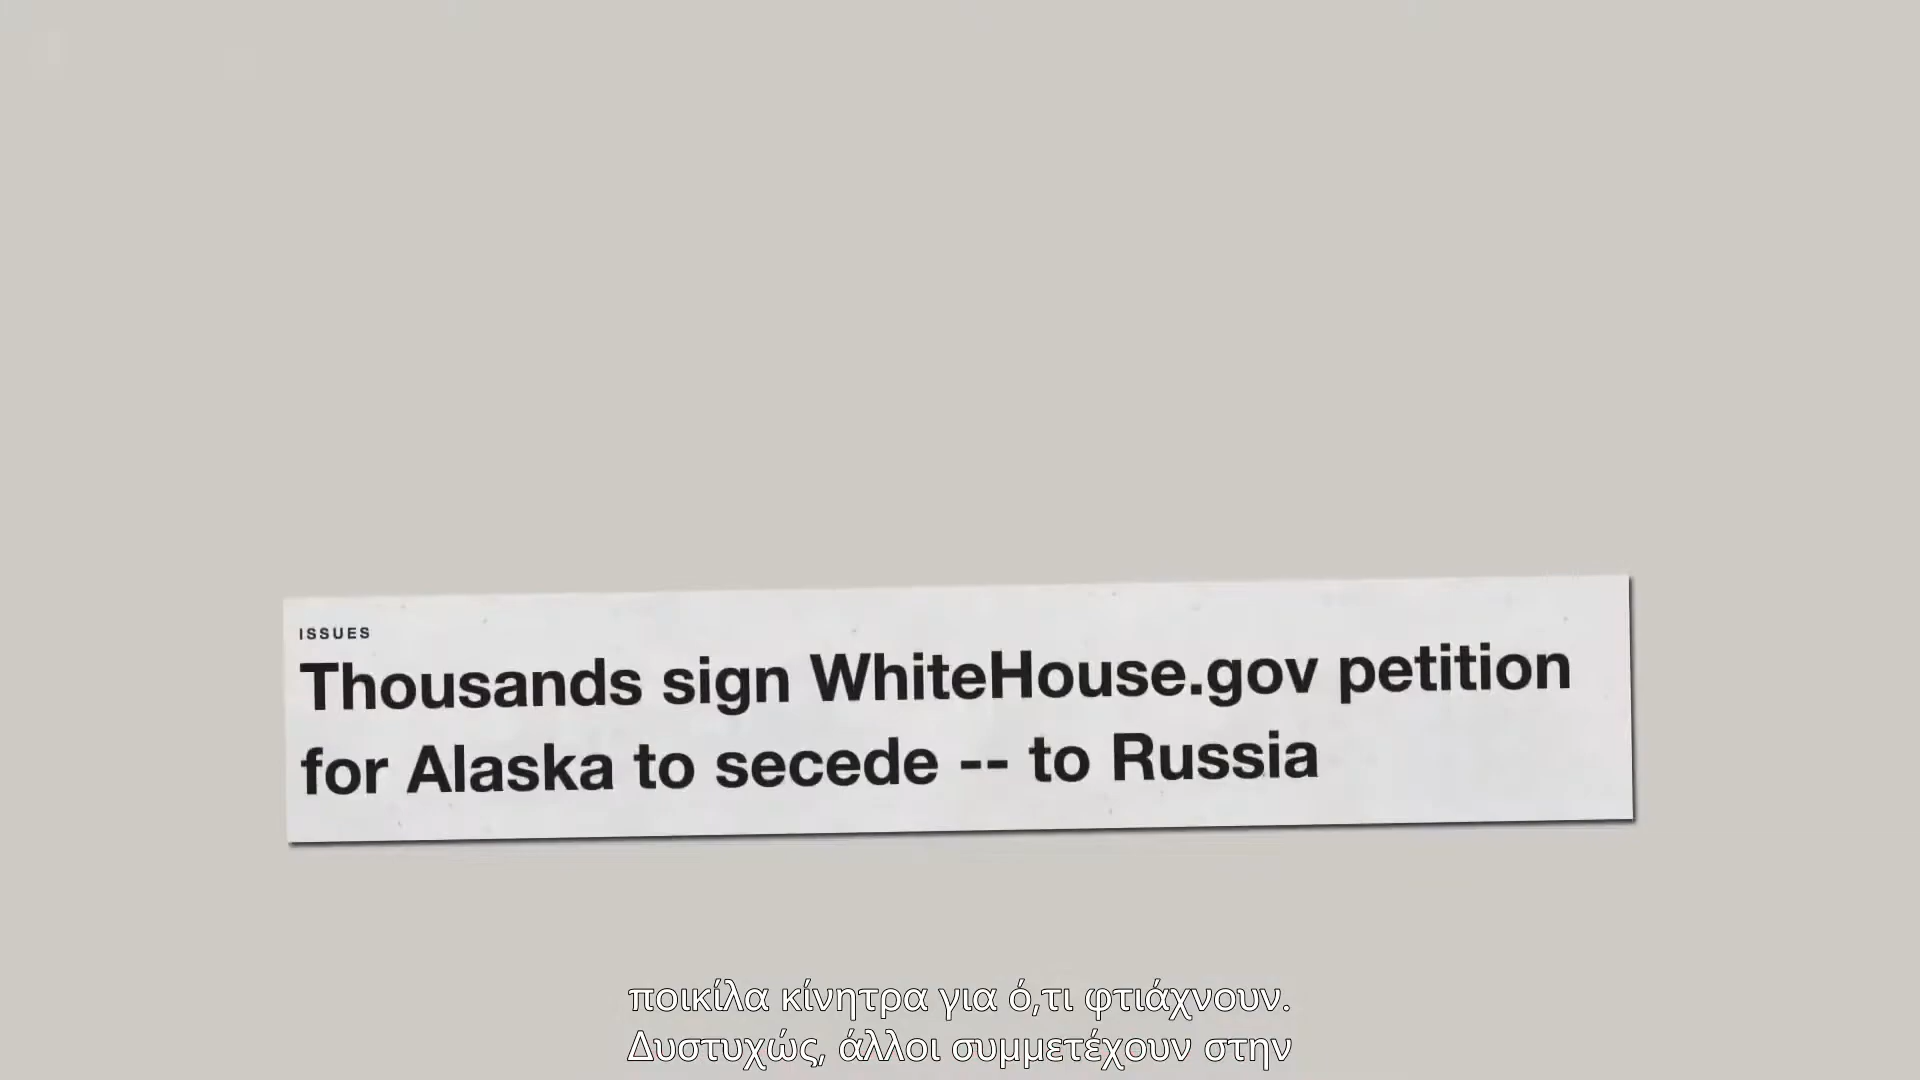 ISSUES
Thousands sign WhiteHouse.gov petition
for Alaska to secede -- to Russia
ποικίλα κίνητρα για ό,τι φτιάχνουν.
Δυστυχώς, άλλοι συμμετέχουν στην